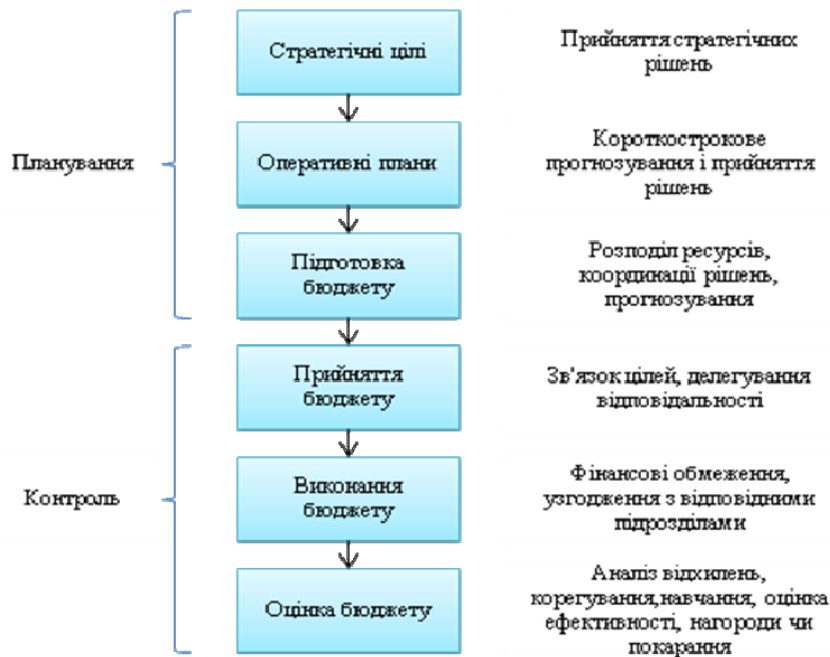 Стратегічні цілі
Прийняття стратегічних
рішень
Планування
Оперативні плани
Короткострокове
прогнозування і прийняття
рішень
Підготовка
бюджету
Розподіл ресурсів,
координації рішень,
прогнозування
Прийняття
бюджету
Зв'язок цілей, делегування
відповідальності
Контроль
Виконання
бюджету
Фінансові обмеження,
узгодження з відповідними
підрозділами
Оцінка бюджету
Аналіз відхилень,
корегування,навчання, оцінка
ефективності, нагороди чи
покарання